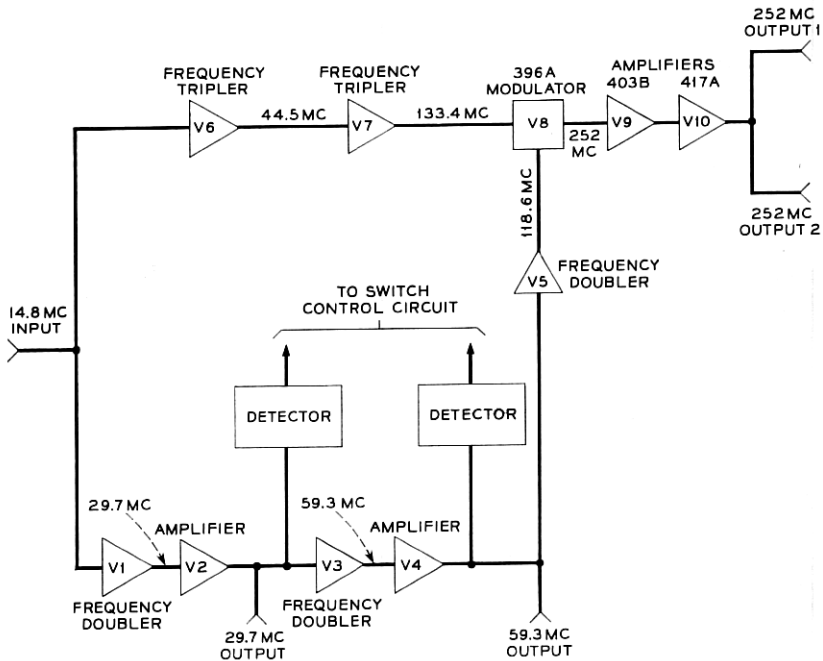 252 MC
OUTPUT 1
FREQUENCY
TRIPLER
FREQUENCY
TRIPLER
396A
MODULATOR
AMPLIFIERS
403B
417A
V6
44.5 MC
V7
133.4 MC
V8
252
MC
V9
V10
252 MC
OUTPUT 2
118.6 MC
V5
FREQUENCY
DOUBLER
TO SWITCH
CONTROL CIRCUIT
14.8 MC
INPUT
DETECTOR
DETECTOR
29.7 MC
AMPLIFIER
59.3 MC
AMPLIFIER
V1
V2
V3
V4
FREQUENCY
DOUBLER
FREQUENCY
DOUBLER
29.7 MC
OUTPUT
59.3 MC
OUTPUT